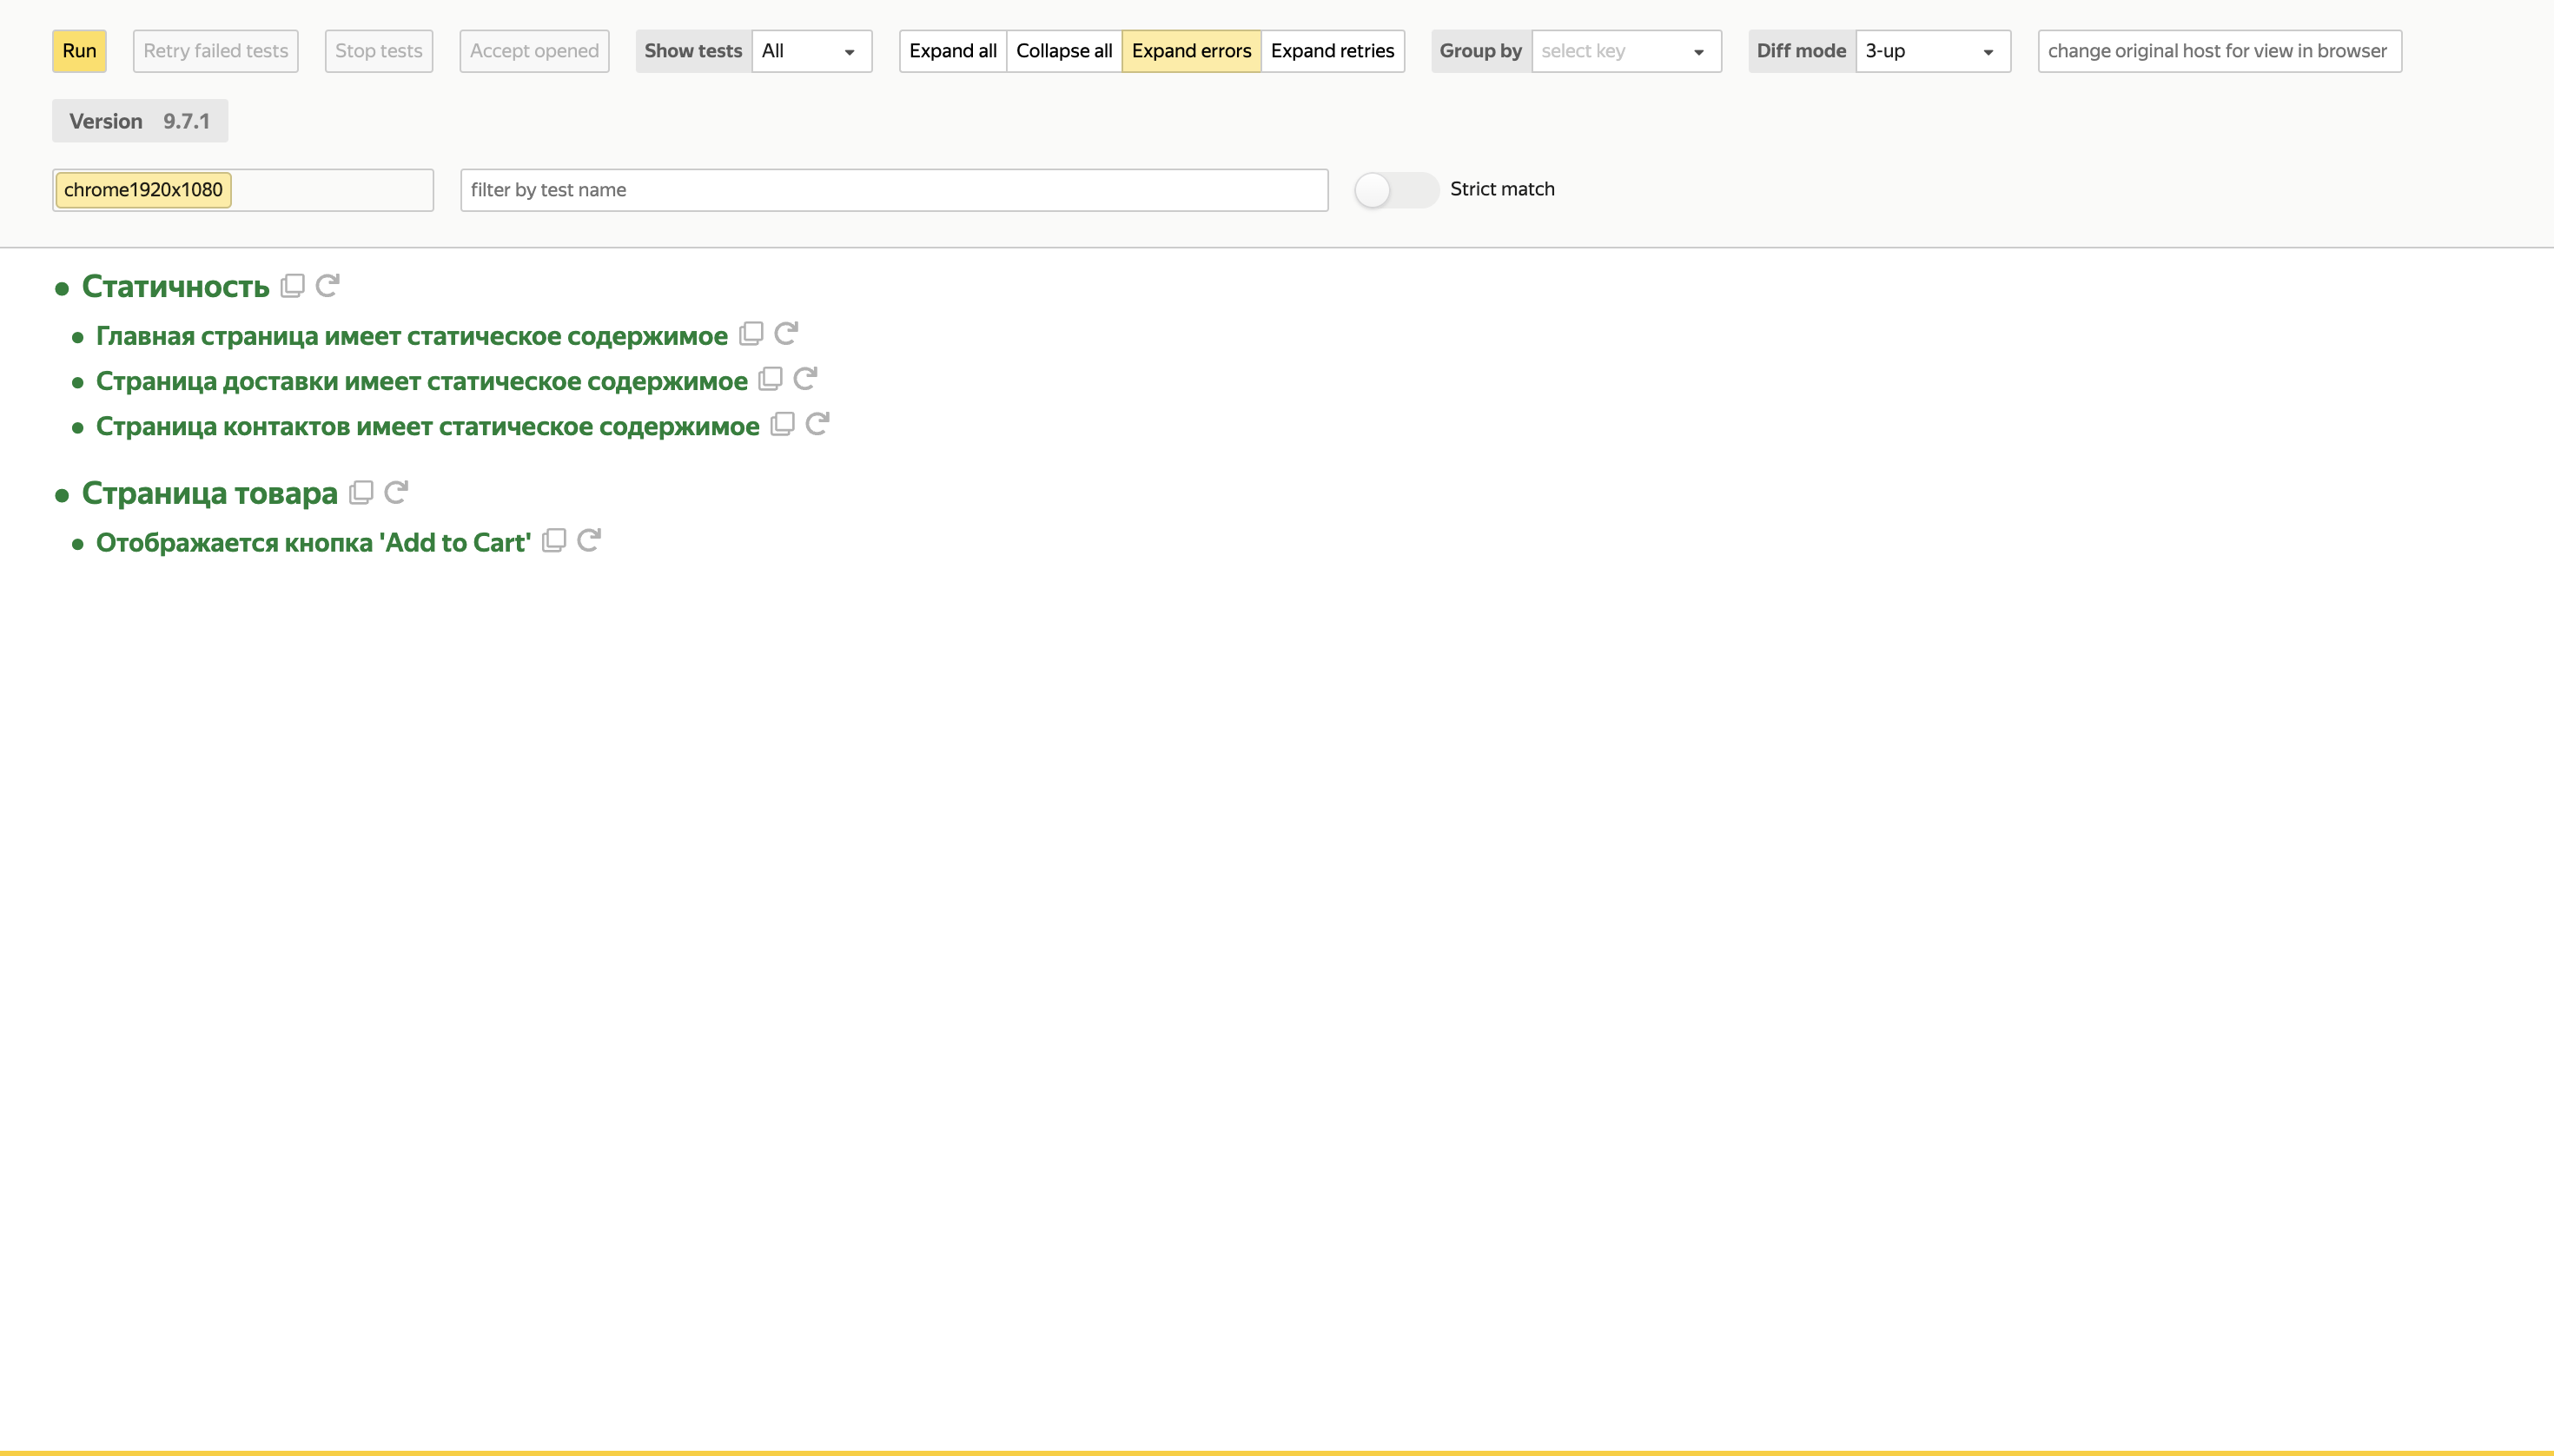 Run Retry failed tests Stop tests Accept opened Show tests All Expand all Collapse all Expand errors Expand retries Group by select key Diff mode 3-up change original host for view in browser
Version 9.7.1
chrome1920x1080 filter by test name Strict match
Статичность
Главная страница имеет статическое содержимое
Страница доставки имеет статическое содержимое
Страница контактов имеет статическое содержимое
Страница товара
Отображается кнопка 'Add to Cart'